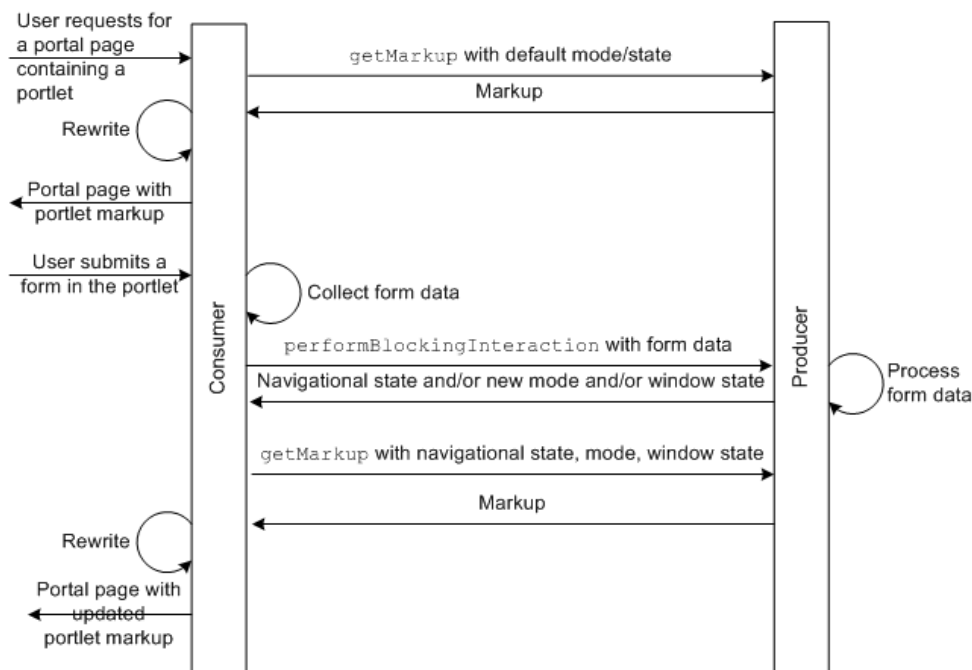 User requests for
a portal page
containing a
portlet
getMarkup with default mode/state
Markup
Rewrite
Portal page with
portlet markup
User submits a
form in the portlet
Collect form data
Consumer
Producer
performBlockingInteraction with form data
Navigational state and/or new mode and/or window state
Process
form data
getMarkup with navigational state, mode, window state
Markup
Rewrite
Portal page with
updated
portlet markup